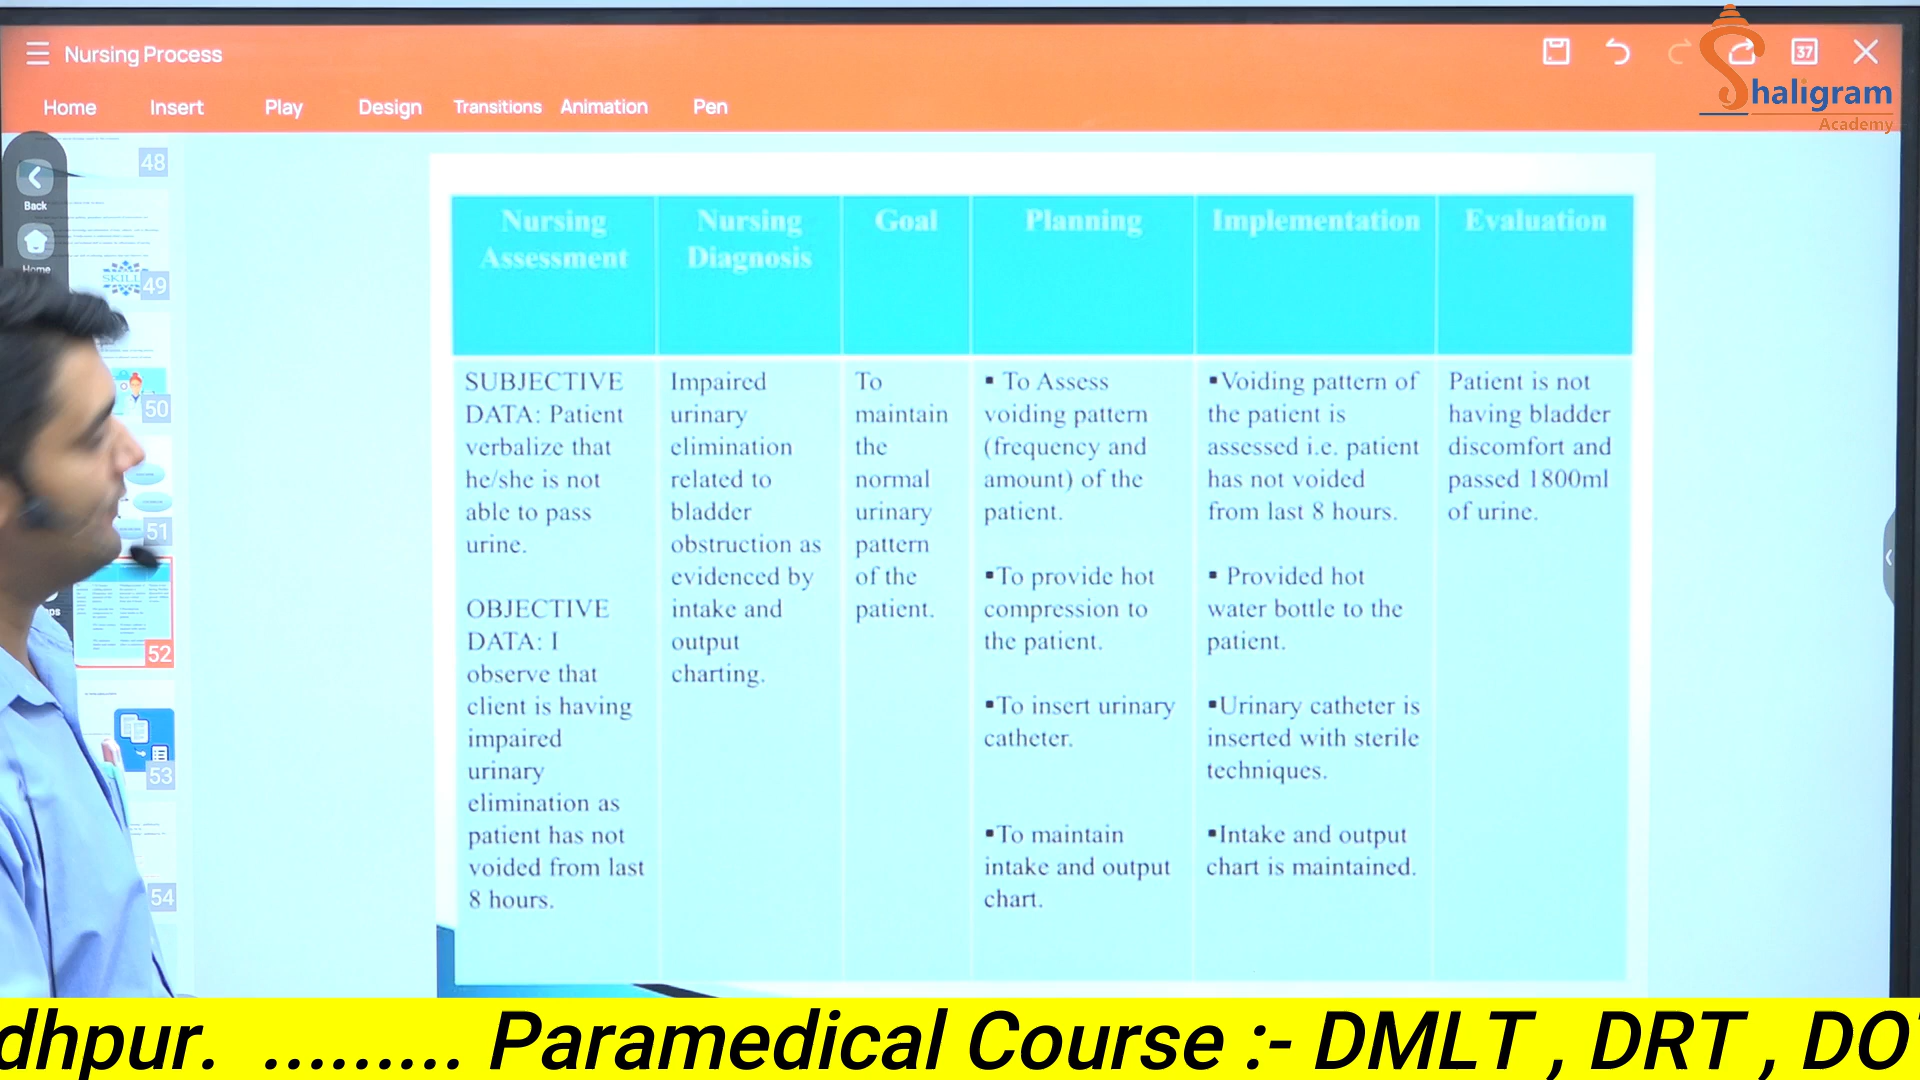 Nursing Process
37
Shaligram
Academy
Home Insert Play Design Transitions Animation Pen
Back
Home
48
SKILL
49
50
51
52
53
54
Nursing
Assessment
Nursing
Diagnosis
Goal
Planning
Implementation
Evaluation
SUBJECTIVE
DATA: Patient
verbalize that
he/she is not
able to pass
urine.
OBJECTIVE
DATA: I
observe that
client is having
impaired
urinary
elimination as
patient has not
voided from last
8 hours.
Impaired
urinary
elimination
related to
bladder
obstruction as
evidenced by
intake and
output
charting.
To
maintain
the
normal
urinary
pattern
of the
patient.
▪ To Assess
voiding pattern
(frequency and
amount) of the
patient.
▪To provide hot
compression to
the patient.
▪To insert urinary
catheter.
▪To maintain
intake and output
chart.
▪Voiding pattern of
the patient is
assessed i.e. patient
has not voided
from last 8 hours.
▪ Provided hot
water bottle to the
patient.
▪Urinary catheter is
inserted with sterile
techniques.
▪Intake and output
chart is maintained.
Patient is not
having bladder
discomfort and
passed 1800ml
of urine.
dhpur. ......... Paramedical Course :- DMLT , DRT , DO